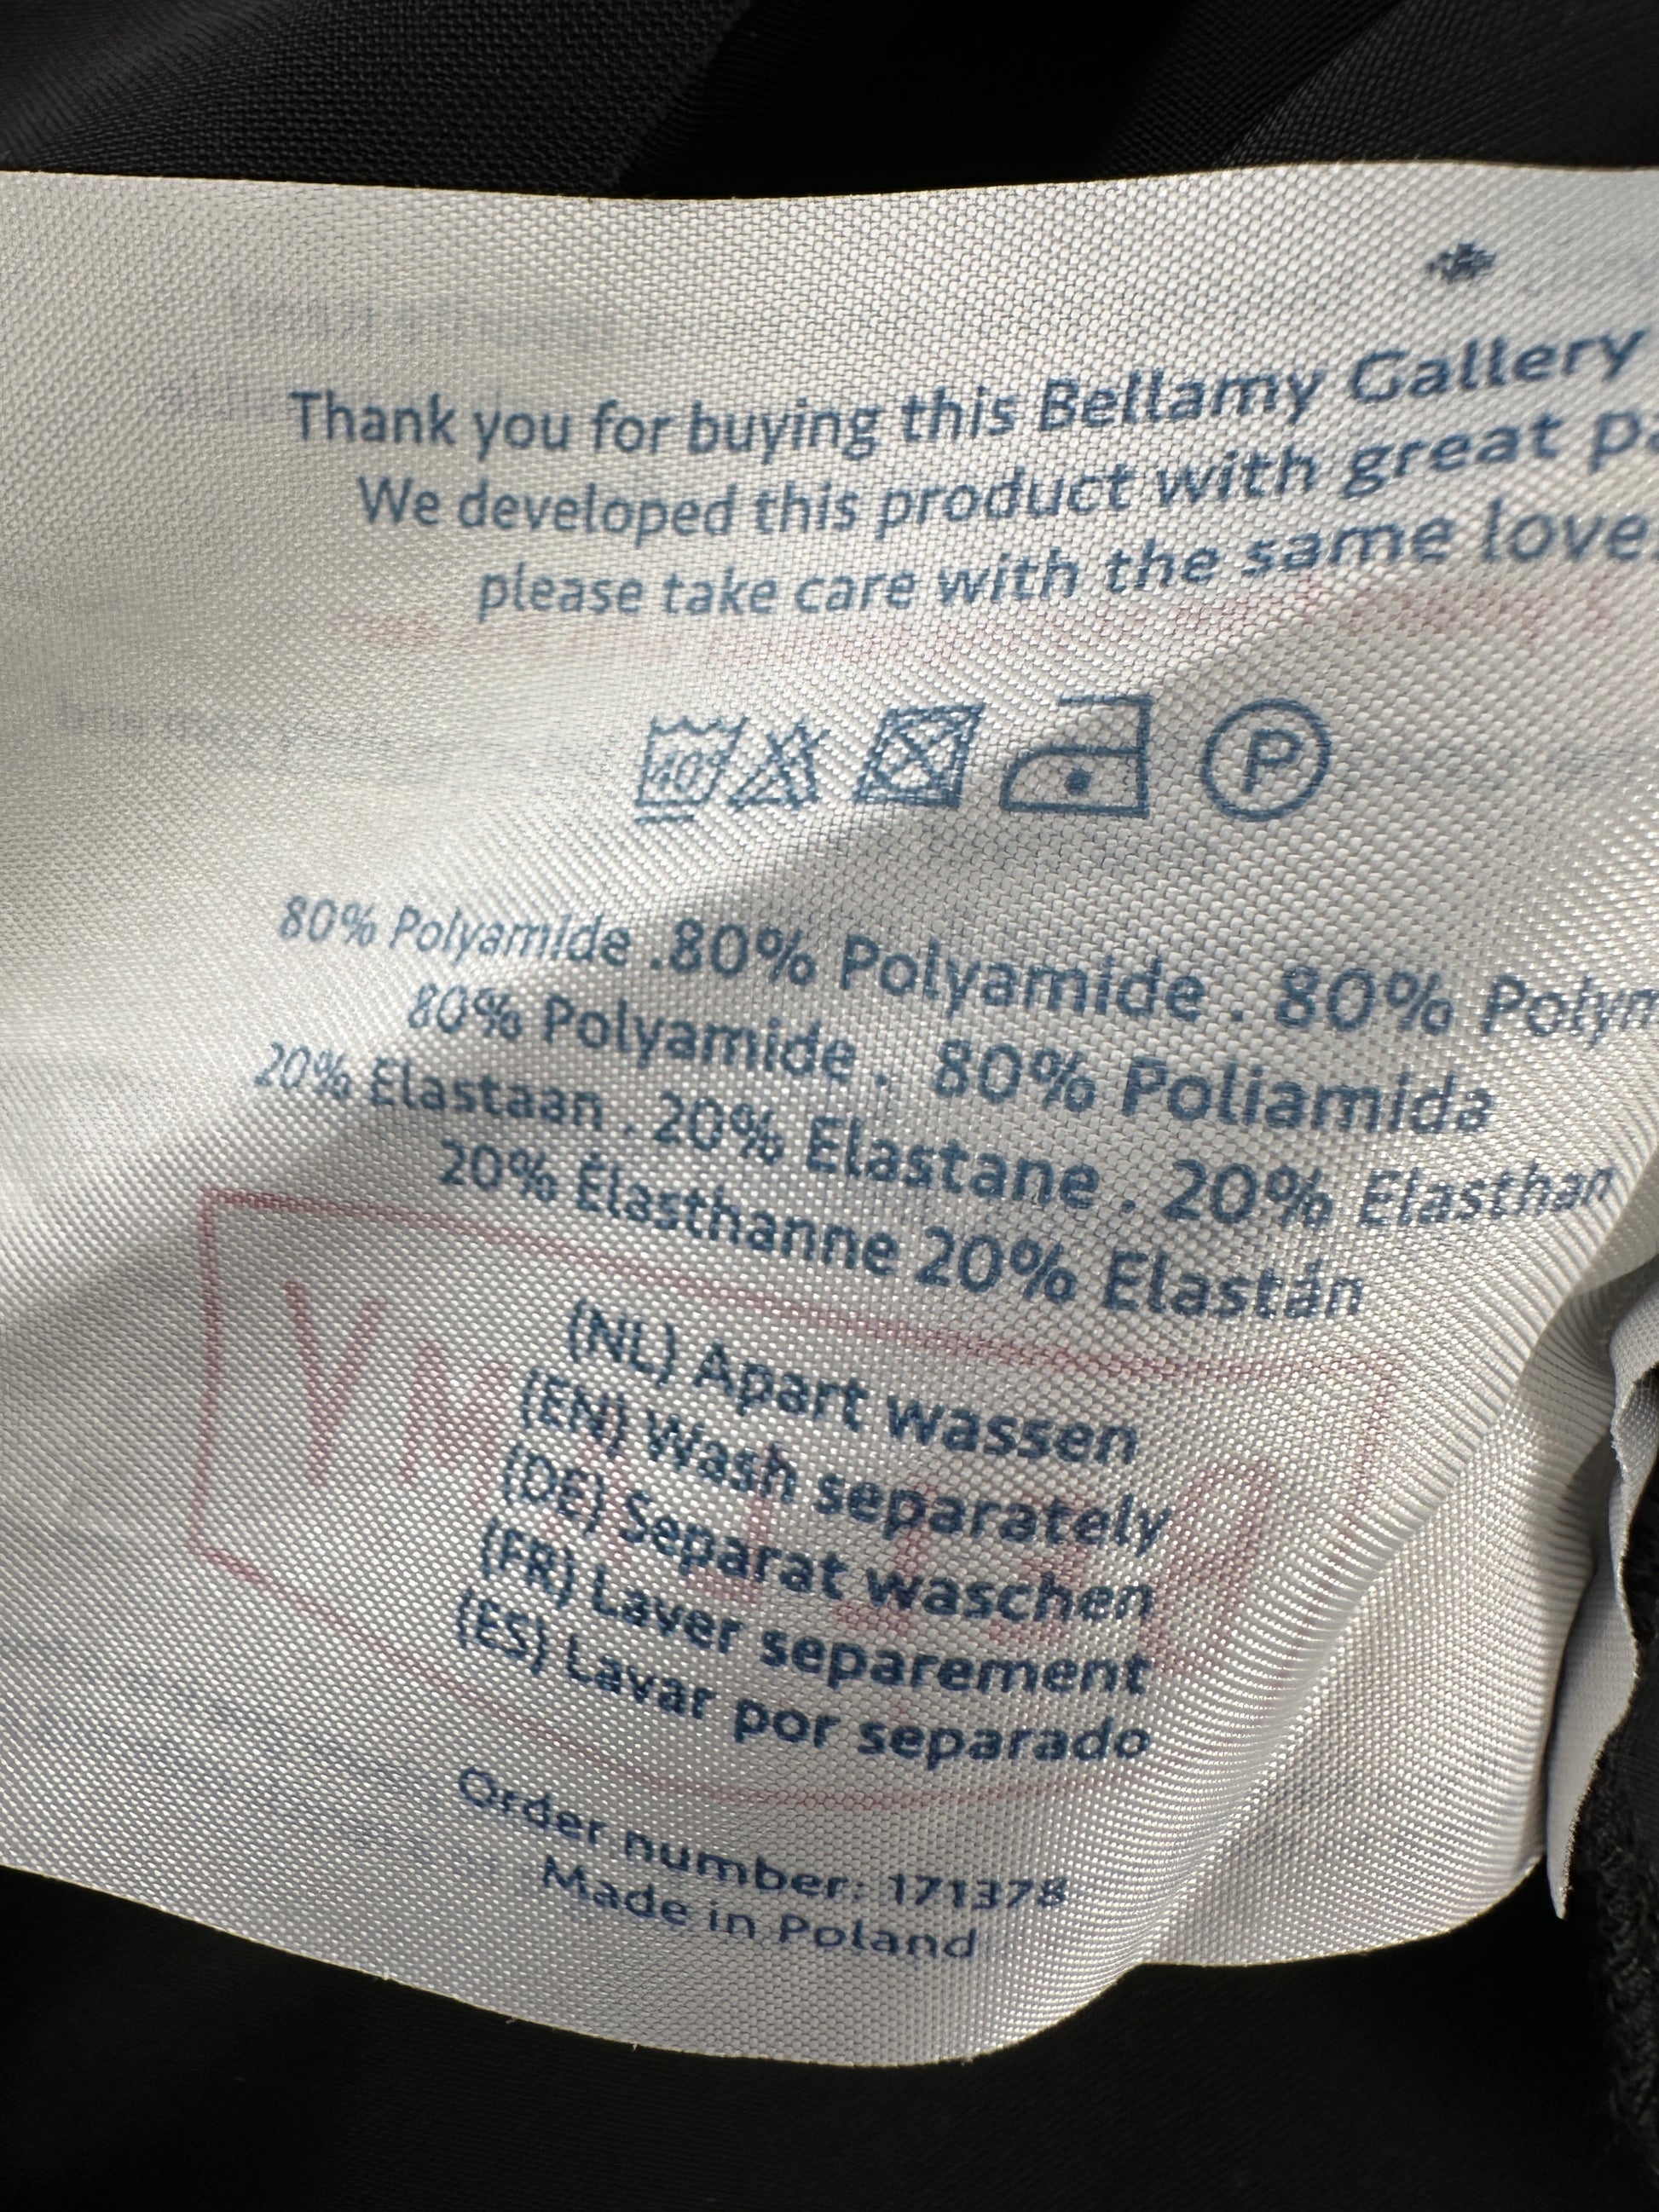 Thank you for buying this Bellamy Gallery
We developed this product with great
please take care with the same love
40°
P
80% Polyamide .80% Polyamide . 80%
80% Polyamide . 80% Poliamida
20% Elastaan . 20% Elastane . 20% Elasthan
20% Élasthanne 20% Elastán
(NL) Apart wassen
(EN) Wash separately
(DE) Separat waschen
(FR) Laver separement
(ES) Lavar por separado
Order number: 171378
Made in Poland